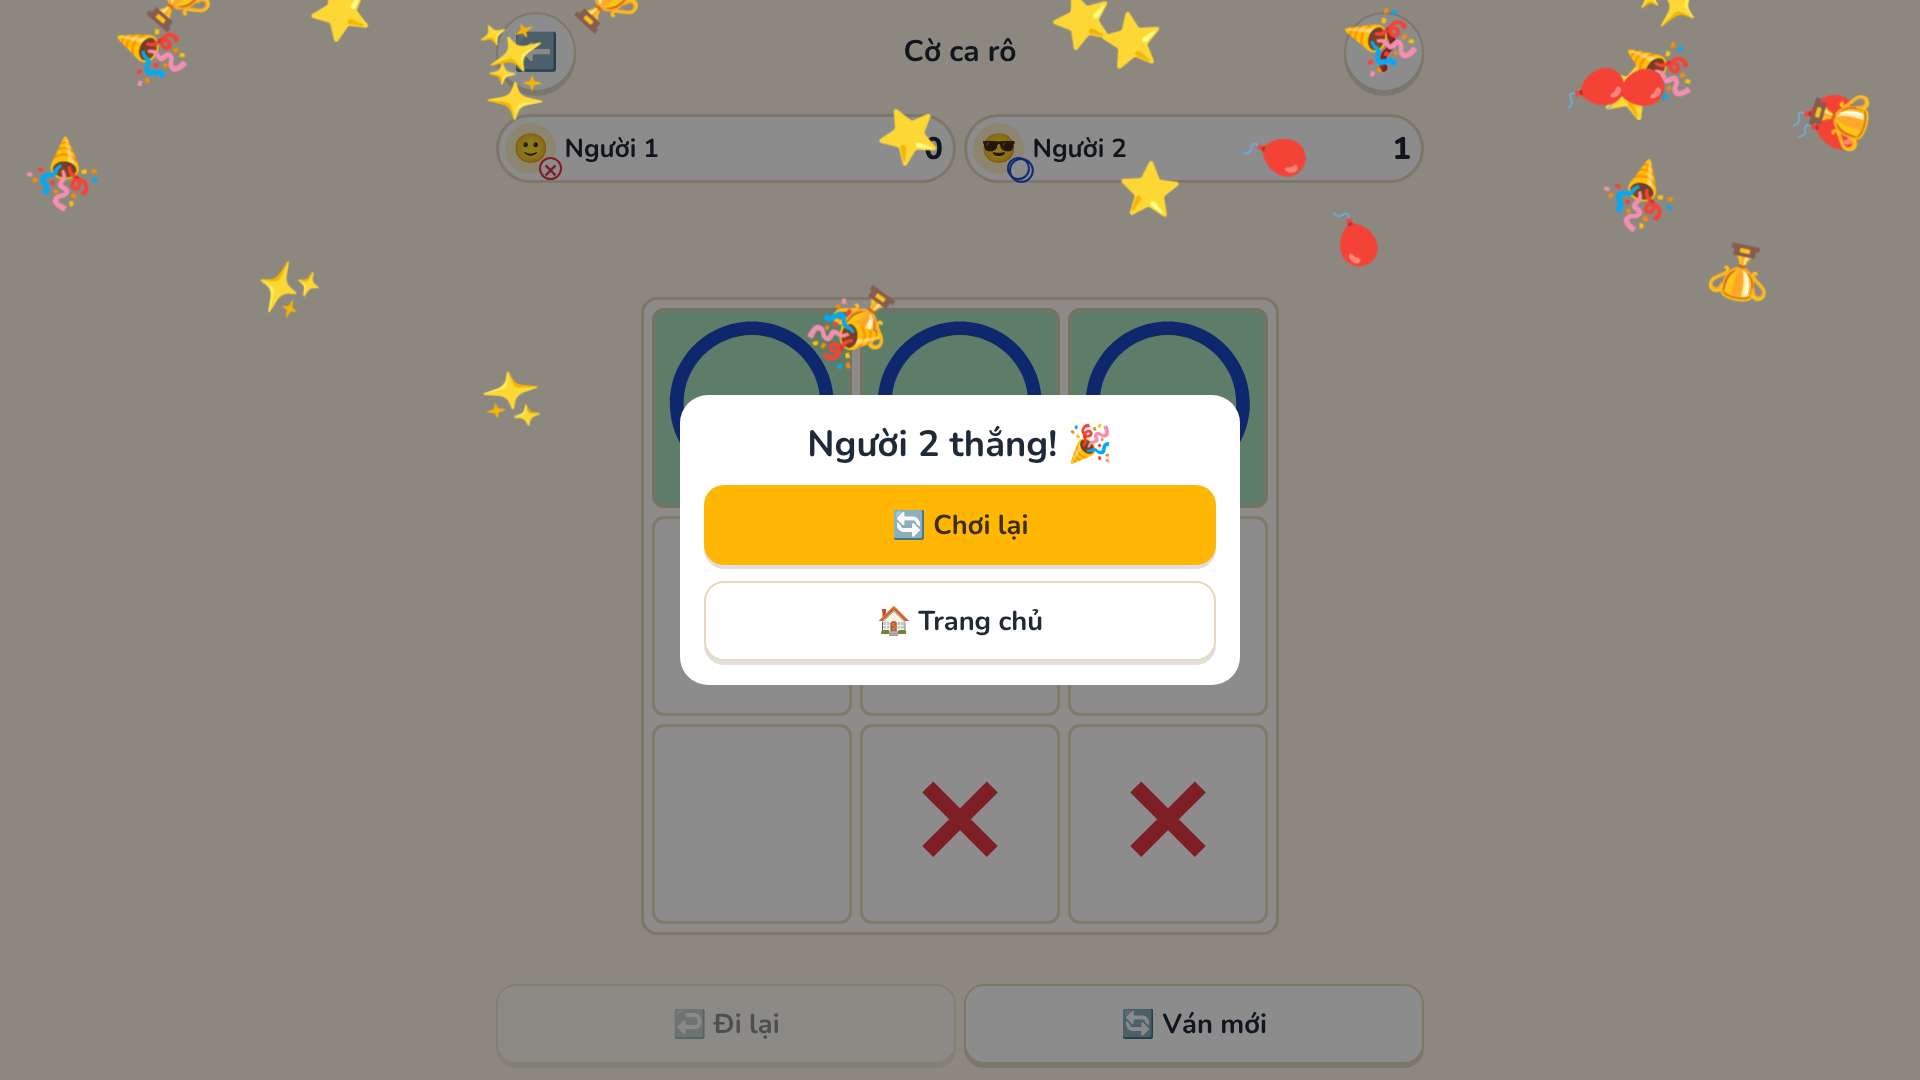 Cờ ca rô
Người 1
0
Người 2
1
Người 2 thắng! 🎉
🔄 Chơi lại
🏠 Trang chủ
↩️ Đi lại
🔄 Ván mới